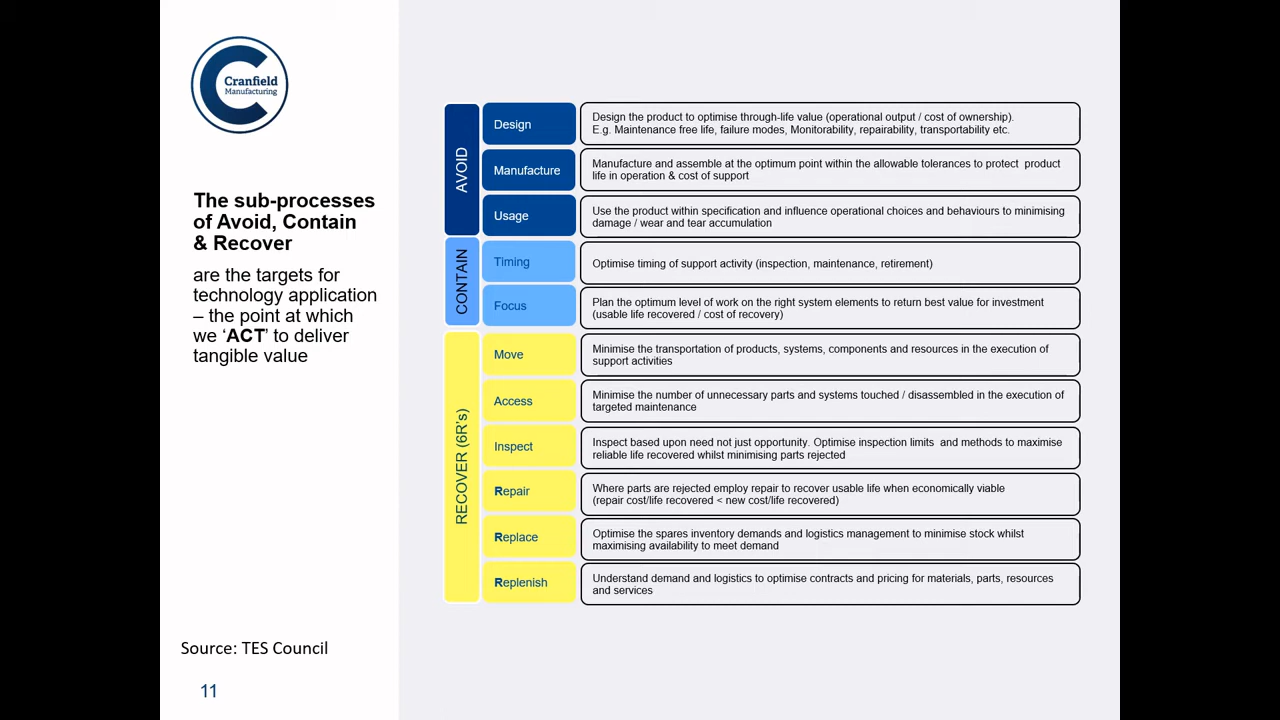 Cranfield
Manufacturing
The sub-processes
of Avoid, Contain
& Recover
are the targets for
technology application
– the point at which
we ‘ACT’ to deliver
tangible value
AVOID
Design
Design the product to optimise through-life value (operational output / cost of ownership).
E.g. Maintenance free life, failure modes, Monitorability, repairability, transportability etc.
Manufacture
Manufacture and assemble at the optimum point within the allowable tolerances to protect product
life in operation & cost of support
Usage
Use the product within specification and influence operational choices and behaviours to minimising
damage / wear and tear accumulation
CONTAIN
Timing
Optimise timing of support activity (inspection, maintenance, retirement)
Focus
Plan the optimum level of work on the right system elements to return best value for investment
(usable life recovered / cost of recovery)
RECOVER (6R's)
Move
Minimise the transportation of products, systems, components and resources in the execution of
support activities
Access
Minimise the number of unnecessary parts and systems touched / disassembled in the execution of
targeted maintenance
Inspect
Inspect based upon need not just opportunity. Optimise inspection limits and methods to maximise
reliable life recovered whilst minimising parts rejected
Repair
Where parts are rejected employ repair to recover usable life when economically viable
(repair cost/life recovered < new cost/life recovered)
Replace
Optimise the spares inventory demands and logistics management to minimise stock whilst
maximising availability to meet demand
Replenish
Understand demand and logistics to optimise contracts and pricing for materials, parts, resources
and services
Source: TES Council
11